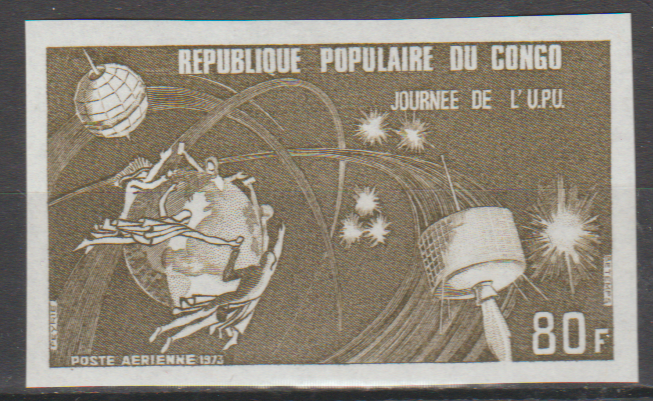 REPUBLIQUE POPULAIRE DU CONGO
JOURNEE DE L'U.P.U.
80F
POSTE AERIENNE 1973